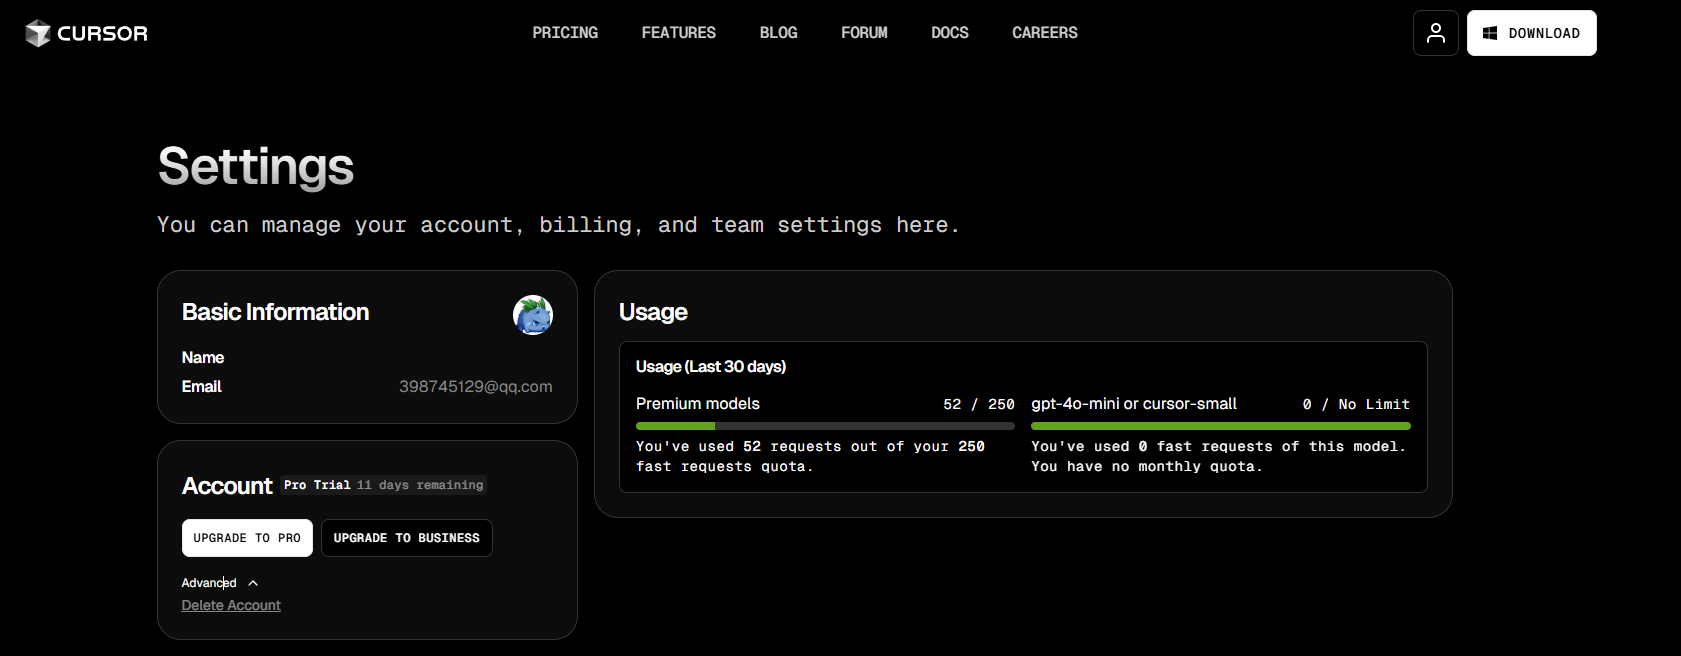 CURSOR
PRICING FEATURES BLOG FORUM DOCS CAREERS
DOWNLOAD
Settings
You can manage your account, billing, and team settings here.
Basic Information
Name
Email 398745129@qq.com
Account Pro Trial 11 days remaining
UPGRADE TO PRO UPGRADE TO BUSINESS
Advanced
Delete Account
Usage
Usage (Last 30 days)
Premium models 52 / 250
You've used 52 requests out of your 250
fast requests quota.
gpt-4o-mini or cursor-small 0 / No Limit
You've used 0 fast requests of this model.
You have no monthly quota.